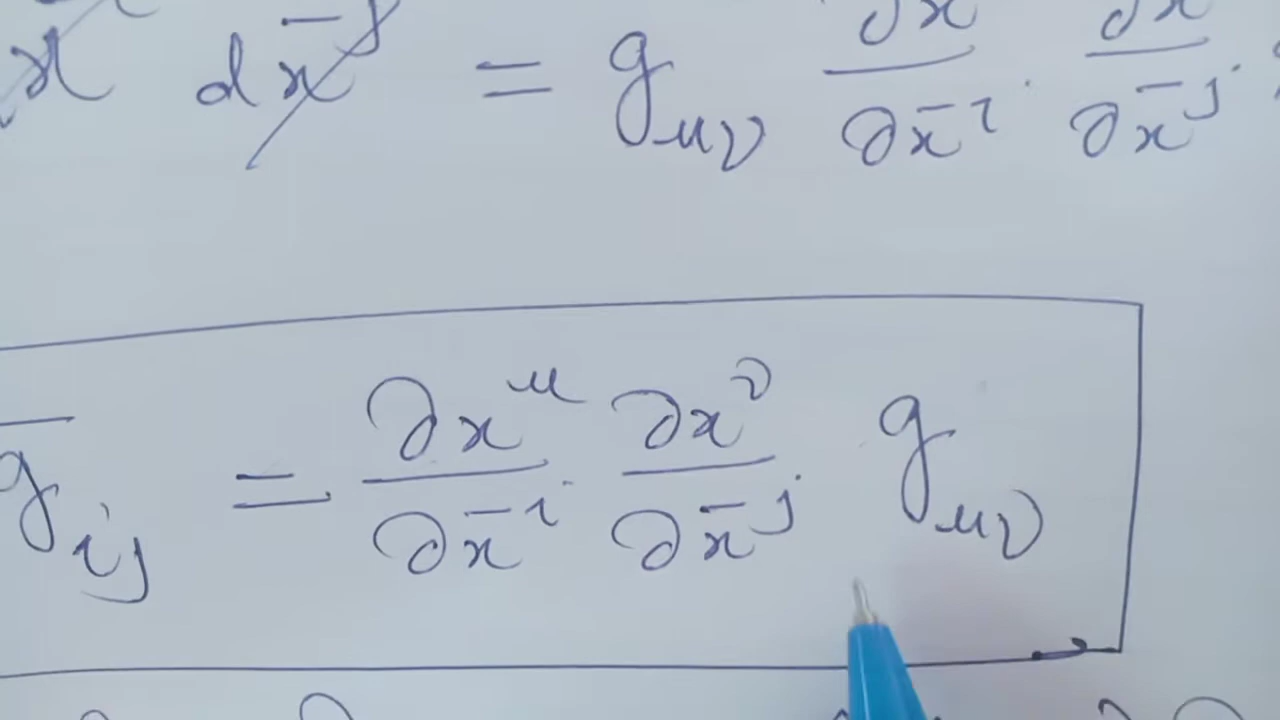 x̄ dx̄ʲ = g_μν ∂x/∂x̄ⁱ · ∂x/∂x̄ʲ
ḡ_ij = ∂x^μ/∂x̄ⁱ ∂x^ν/∂x̄ʲ g_μν